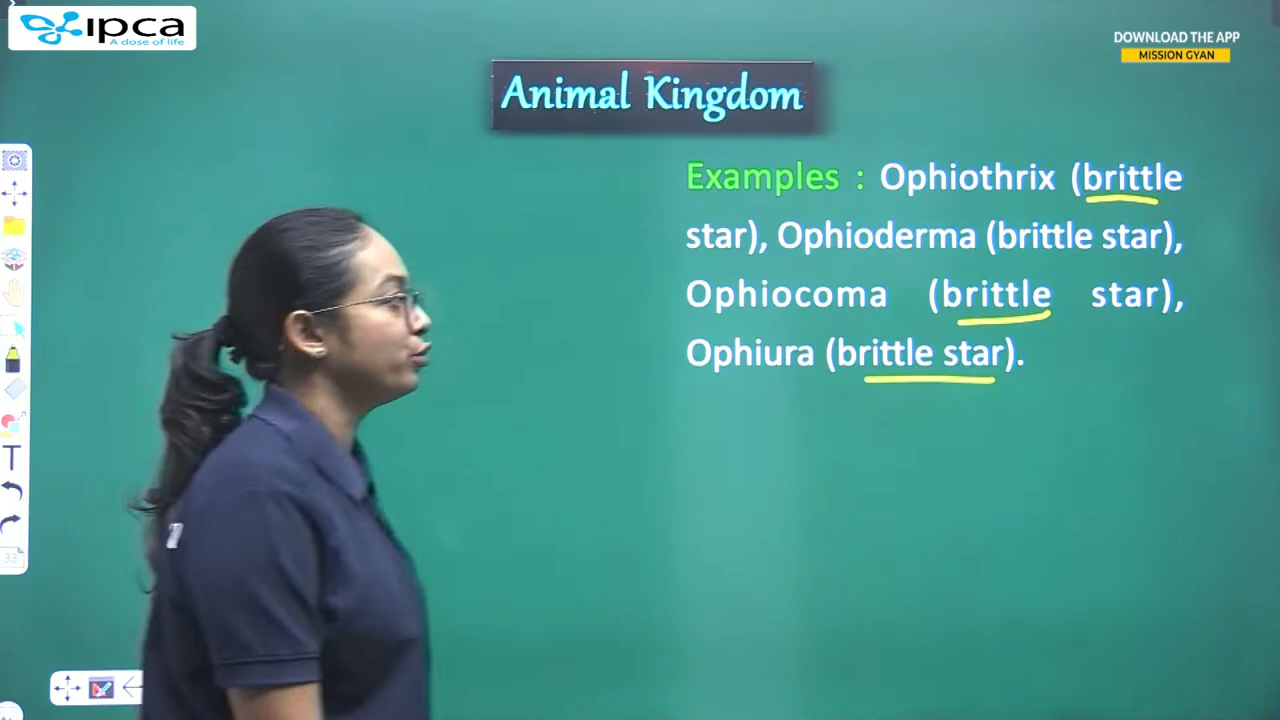 ipca
A dose of life
DOWNLOAD THE APP
MISSION GYAN
Animal Kingdom
Examples : Ophiothrix (brittle
star), Ophioderma (brittle star),
Ophiocoma (brittle star),
Ophiura (brittle star).
T
33